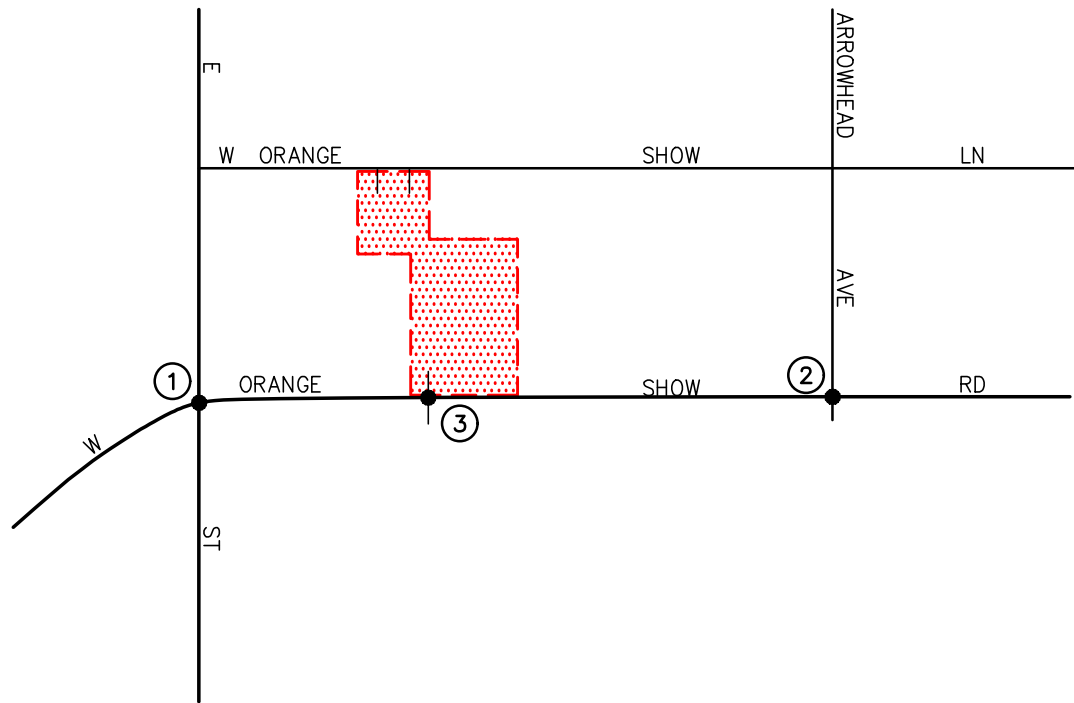 E
ARROWHEAD
W ORANGE SHOW LN
AVE
1
ORANGE SHOW RD
2
3
W
ST